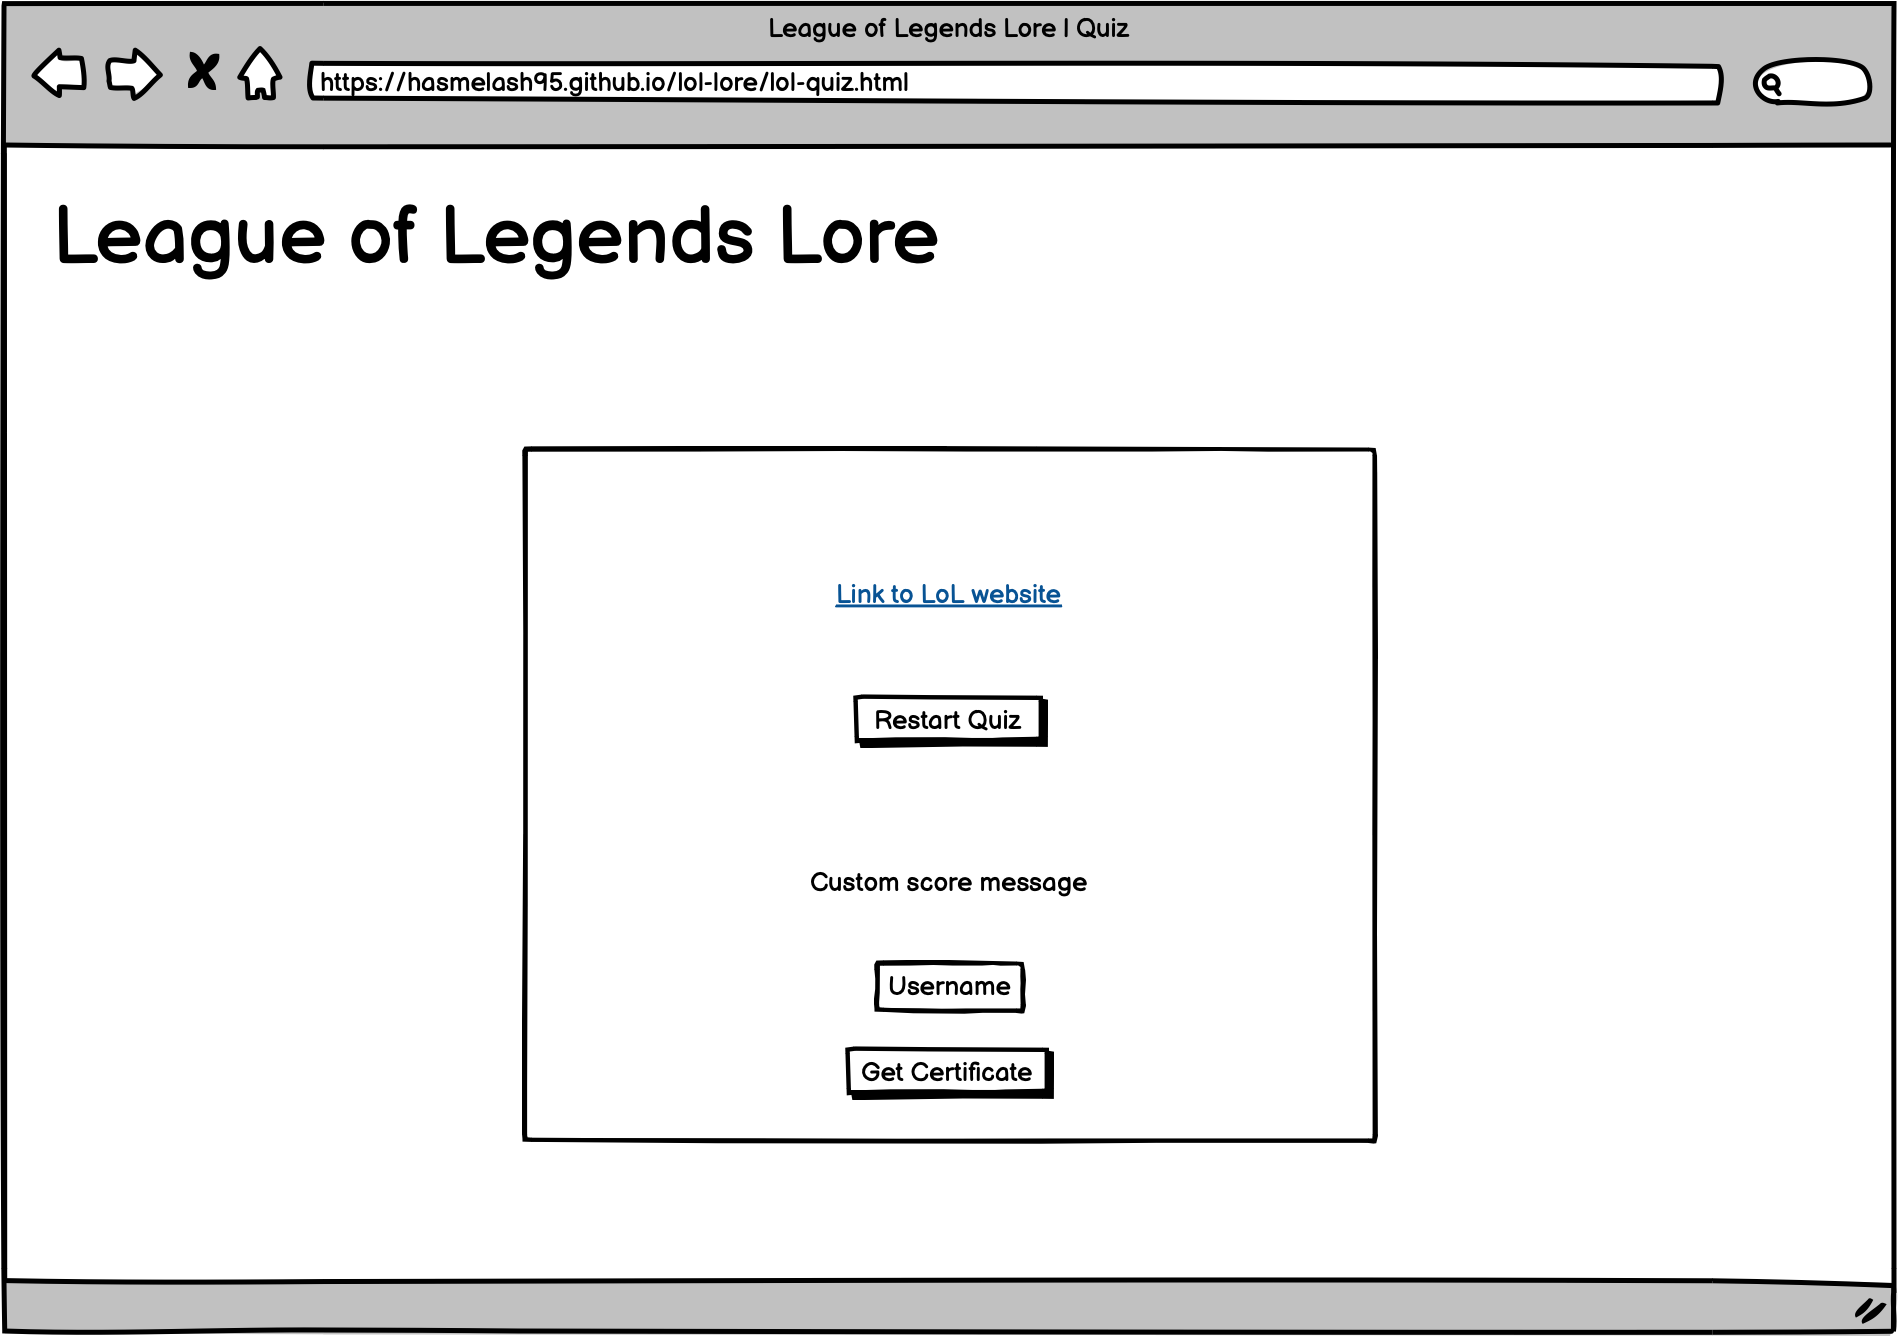 League of Legends Lore | Quiz
https://hasmelash95.github.io/lol-lore/lol-quiz.html
League of Legends Lore
Link to LoL website
Restart Quiz
Custom score message
Username
Get Certificate